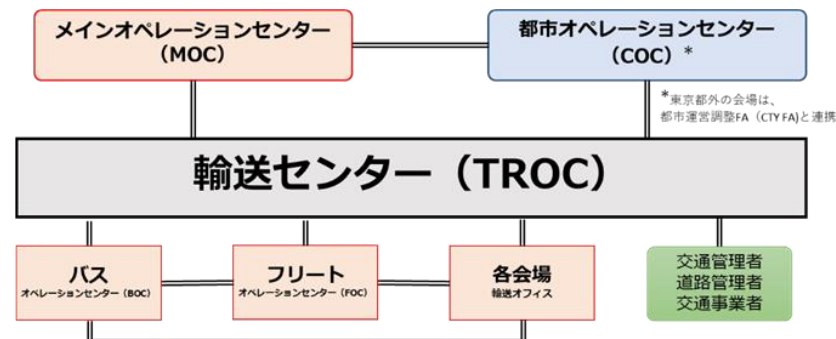 メインオペレーションセンター
（MOC）
都市オペレーションセンター
（COC）*
*東京都外の会場は、
都市運営調整FA（CTY FA)と連携
輸送センター（TROC）
バス
オペレーションセンター（BOC）
フリート
オペレーションセンター（FOC）
各会場
輸送オフィス
交通管理者
道路管理者
交通事業者